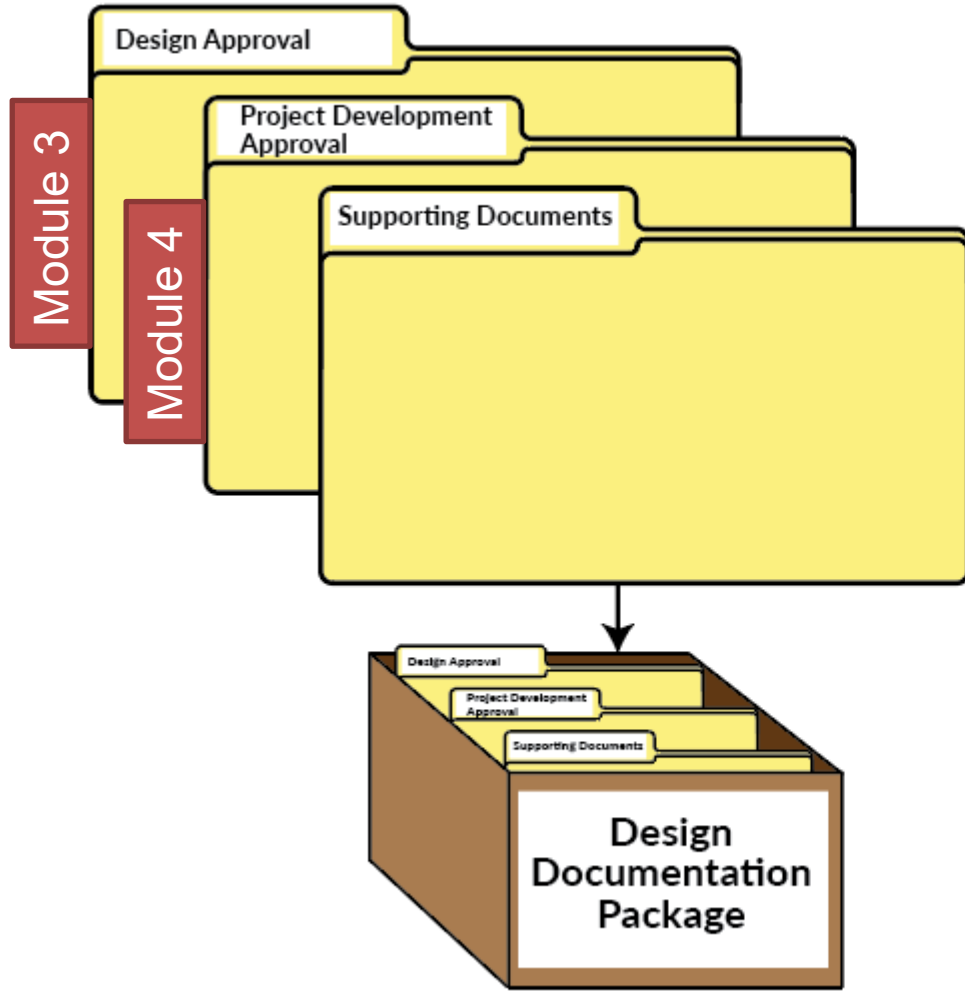 Design Approval
Project Development
Approval
Supporting Documents
Module 3
Module 4
Design Approval
Project Development
Approval
Supporting Documents
Design
Documentation
Package